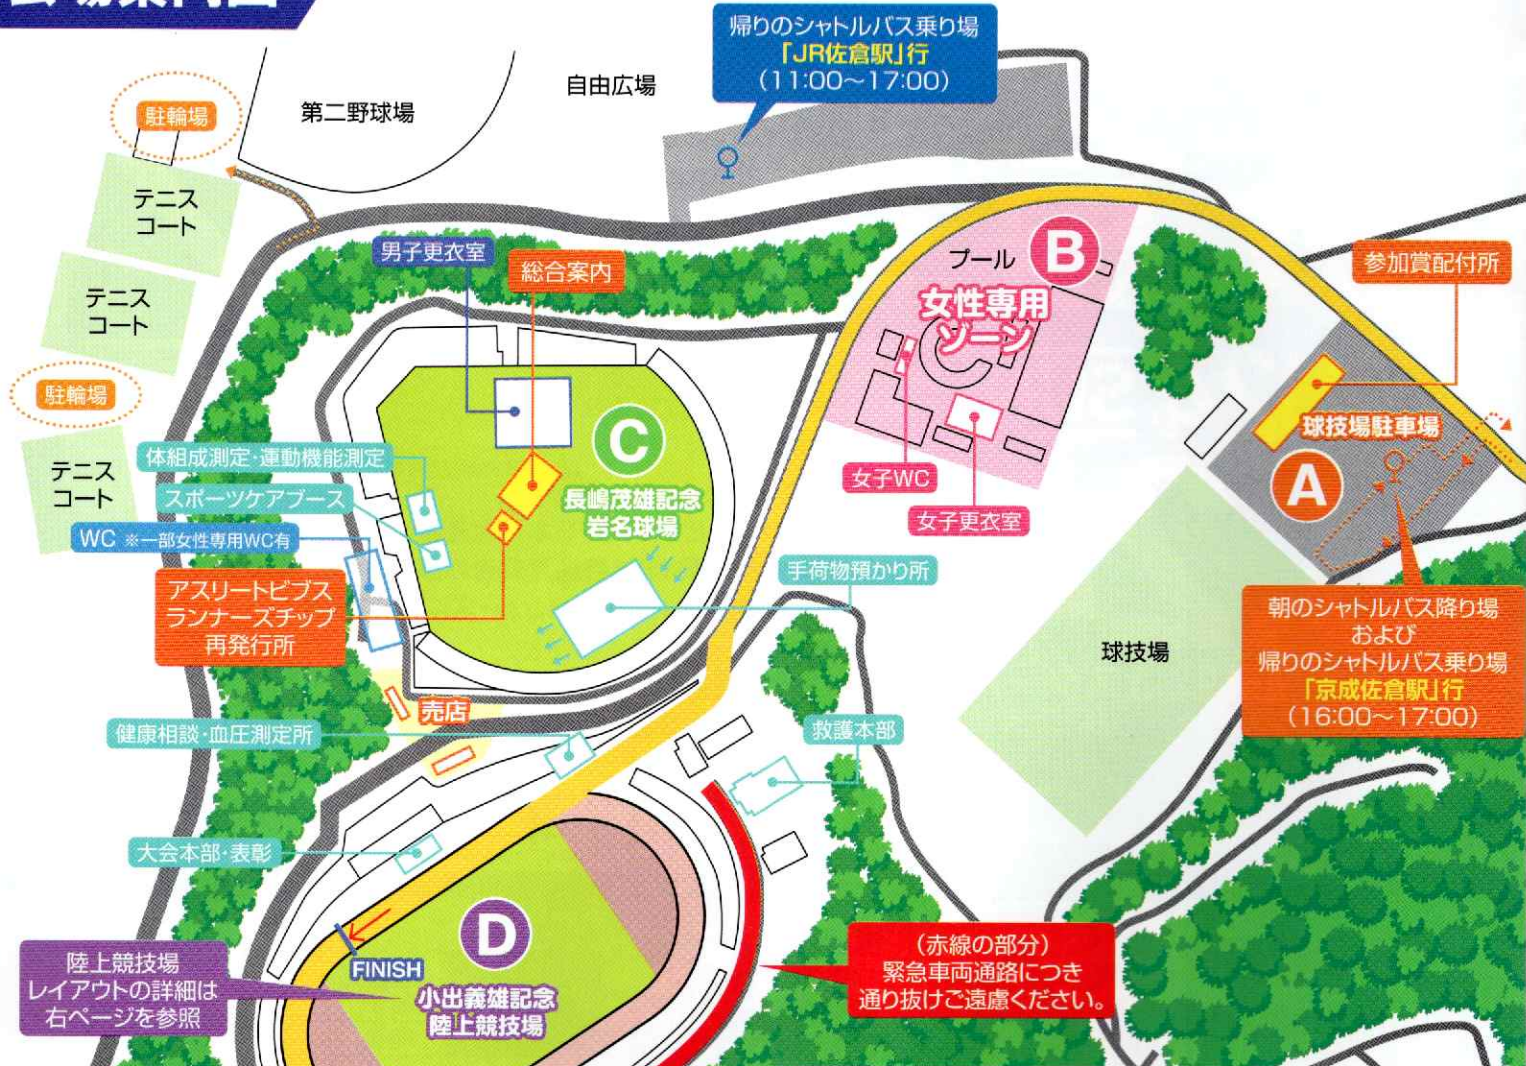 会場案内図
帰りのシャトルバス乗り場
「JR佐倉駅」行
(11:00～17:00)
自由広場
第二野球場
駐輪場
テニス
コート
テニス
コート
駐輪場
テニス
コート
男子更衣室
総合案内
プール
B
女性専用
ゾーン
参加賞配付所
球技場駐車場
A
女子WC
女子更衣室
体組成測定・運動機能測定
スポーツケアブース
WC ※一部女性専用WC有
アスリートビブス
ランナーズチップ
再発行所
C
長嶋茂雄記念
岩名球場
手荷物預かり所
球技場
朝のシャトルバス降り場
および
帰りのシャトルバス乗り場
「京成佐倉駅」行
(16:00～17:00)
売店
健康相談・血圧測定所
救護本部
大会本部・表彰
D
FINISH
小出義雄記念
陸上競技場
陸上競技場
レイアウトの詳細は
右ページを参照
(赤線の部分)
緊急車両通路につき
通り抜けご遠慮ください。